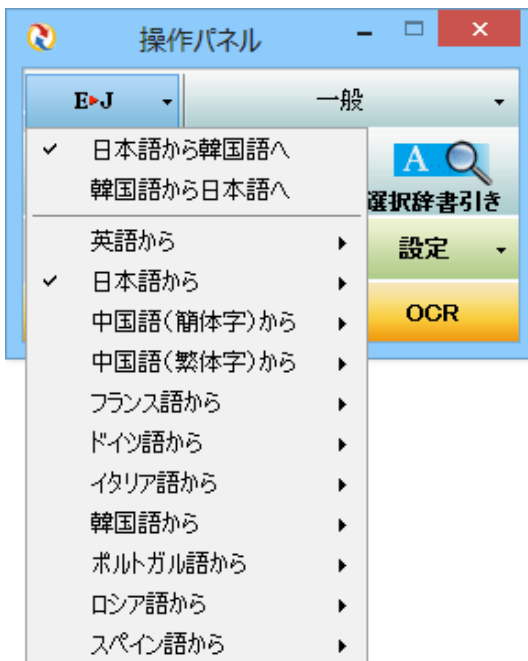 操作パネル
E▸J
一般
日本語から韓国語へ
韓国語から日本語へ
A
選択辞書引き
英語から
設定
日本語から
中国語(簡体字)から
OCR
中国語(繁体字)から
フランス語から
ドイツ語から
イタリア語から
韓国語から
ポルトガル語から
ロシア語から
スペイン語から